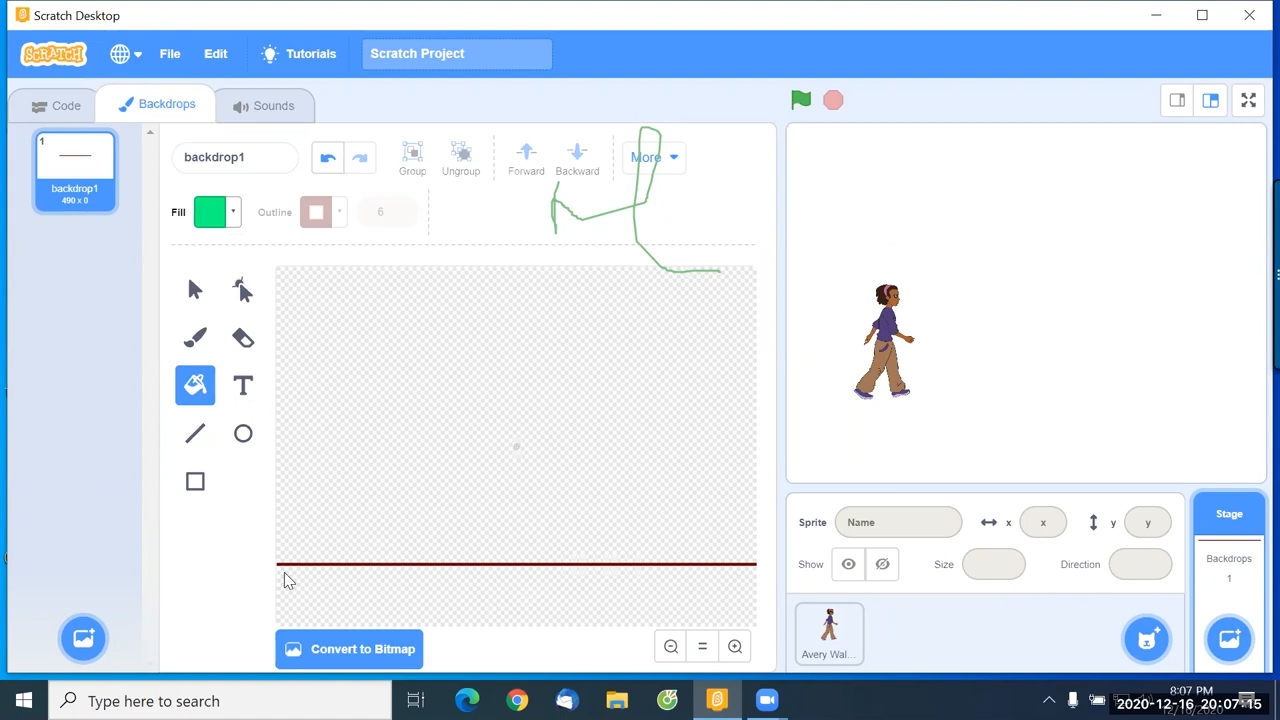 Scratch Desktop
SCRATCH File Edit Tutorials Scratch Project
Code Backdrops Sounds
1
backdrop1
490 x 0
backdrop1 Group Ungroup Forward Backward More
Fill Outline 6
T
Convert to Bitmap
Sprite Name x x y y
Show Size Direction
Avery Wal...
Stage
Backdrops
1
Type here to search
8:07 PM
2020-12-16 20:07:15